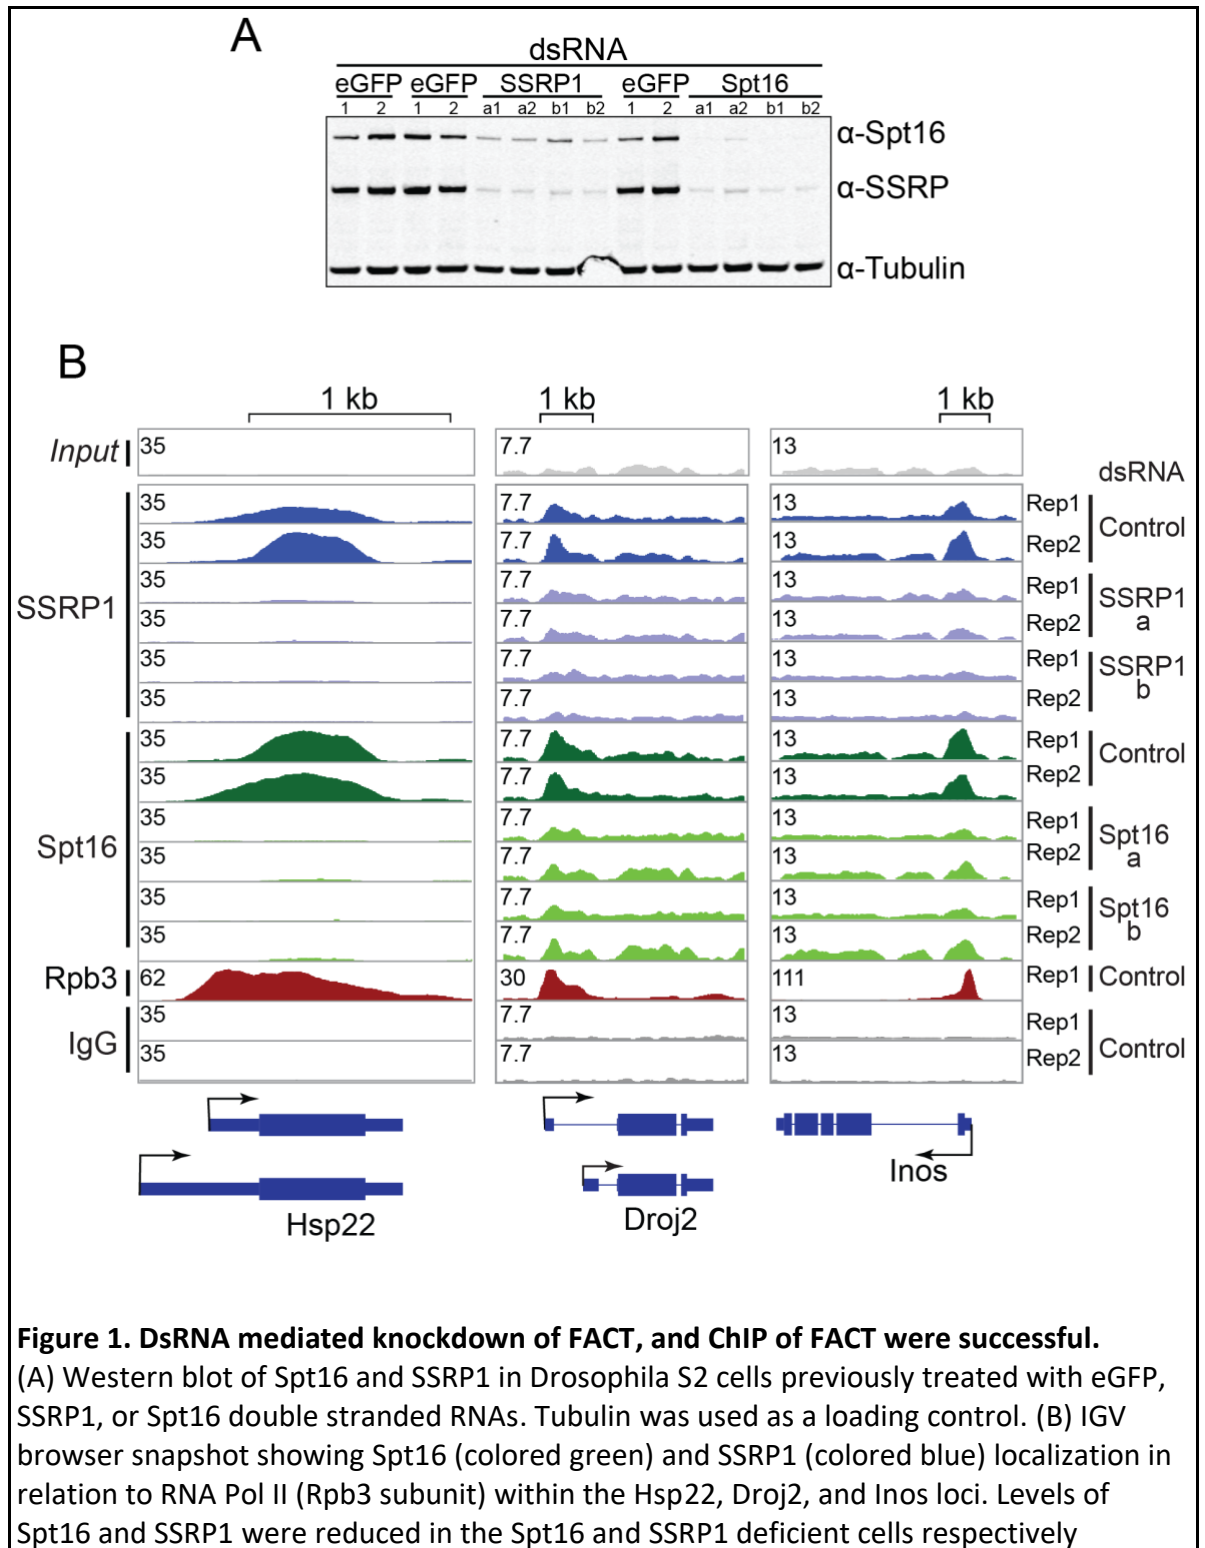 A
dsRNA
eGFP eGFP SSRP1 eGFP Spt16
1 2 1 2 a1 a2 b1 b2 1 2 a1 a2 b1 b2
α-Spt16
α-SSRP
α-Tubulin
B
1 kb 1 kb 1 kb
Input 35 7.7 13
dsRNA
SSRP1
35 7.7 13 Rep1 Control
35 7.7 13 Rep2
35 7.7 13 Rep1 SSRP1 a
35 7.7 13 Rep2
35 7.7 13 Rep1 SSRP1 b
35 7.7 13 Rep2
Spt16
35 7.7 13 Rep1 Control
35 7.7 13 Rep2
35 7.7 13 Rep1 Spt16 a
35 7.7 13 Rep2
35 7.7 13 Rep1 Spt16 b
35 7.7 13 Rep2
Rpb3 62 30 111 Rep1 Control
IgG
35 7.7 13 Rep1 Control
35 7.7 13 Rep2
Hsp22 Droj2 Inos
Figure 1. DsRNA mediated knockdown of FACT, and ChIP of FACT were successful.
(A) Western blot of Spt16 and SSRP1 in Drosophila S2 cells previously treated with eGFP,
SSRP1, or Spt16 double stranded RNAs. Tubulin was used as a loading control. (B) IGV
browser snapshot showing Spt16 (colored green) and SSRP1 (colored blue) localization in
relation to RNA Pol II (Rpb3 subunit) within the Hsp22, Droj2, and Inos loci. Levels of
Spt16 and SSRP1 were reduced in the Spt16 and SSRP1 deficient cells respectively